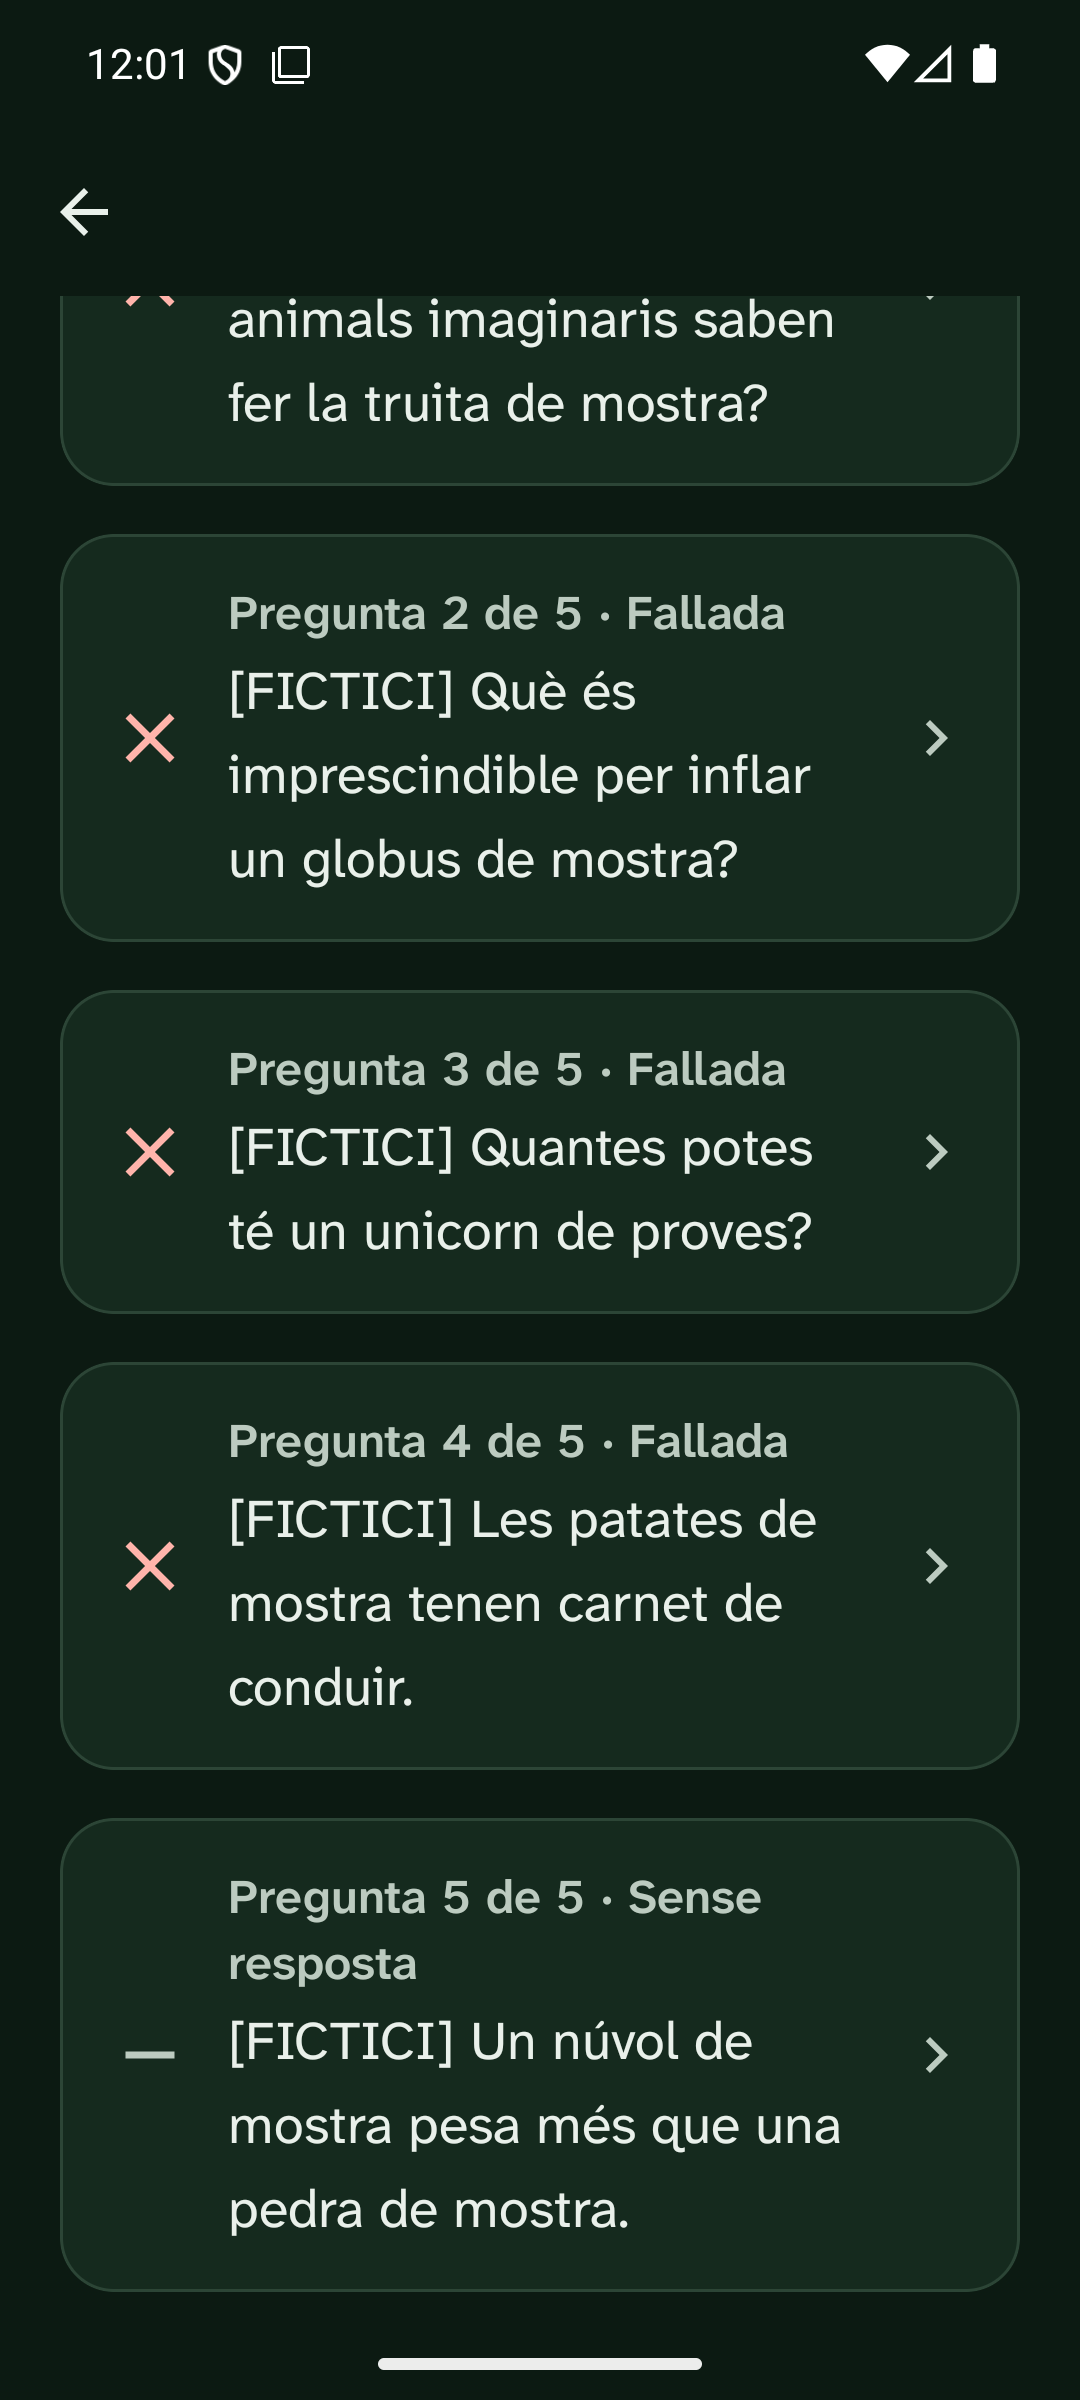 12:01
animals imaginaris saben
fer la truita de mostra?
Pregunta 2 de 5 · Fallada
[FICTICI] Què és
imprescindible per inflar
un globus de mostra?
Pregunta 3 de 5 · Fallada
[FICTICI] Quantes potes
té un unicorn de proves?
Pregunta 4 de 5 · Fallada
[FICTICI] Les patates de
mostra tenen carnet de
conduir.
Pregunta 5 de 5 · Sense
resposta
[FICTICI] Un núvol de
mostra pesa més que una
pedra de mostra.